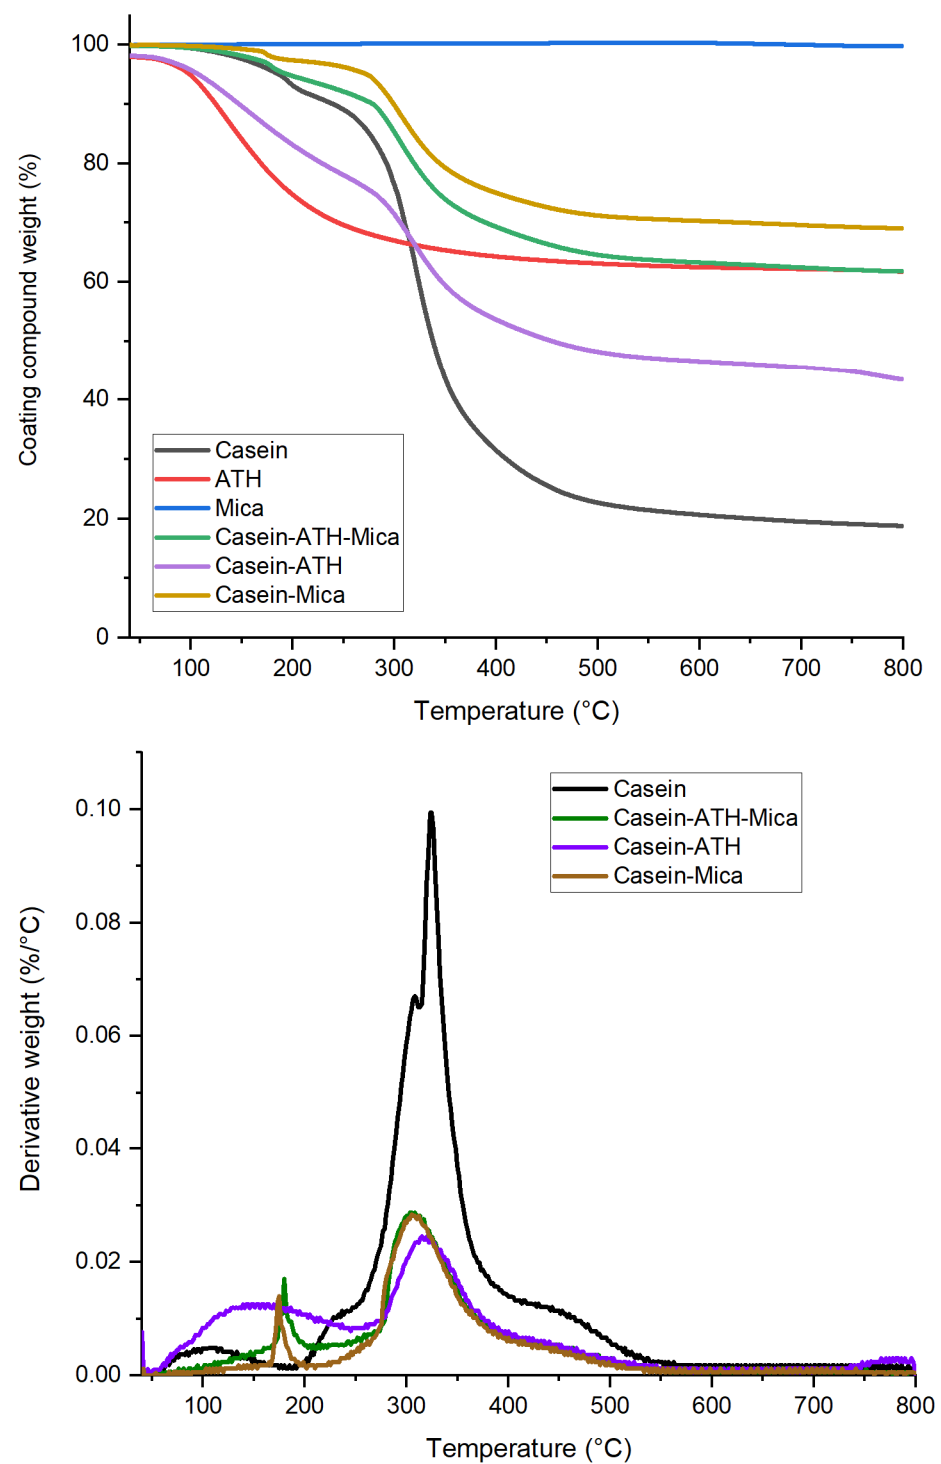 100
80
60
40
20
0
Coating compound weight (%)
Casein
ATH
Mica
Casein-ATH-Mica
Casein-ATH
Casein-Mica
100 200 300 400 500 600 700 800
Temperature (°C)
0.10
0.08
0.06
0.04
0.02
0.00
Derivative weight (%/°C)
Casein
Casein-ATH-Mica
Casein-ATH
Casein-Mica
100 200 300 400 500 600 700 800
Temperature (°C)